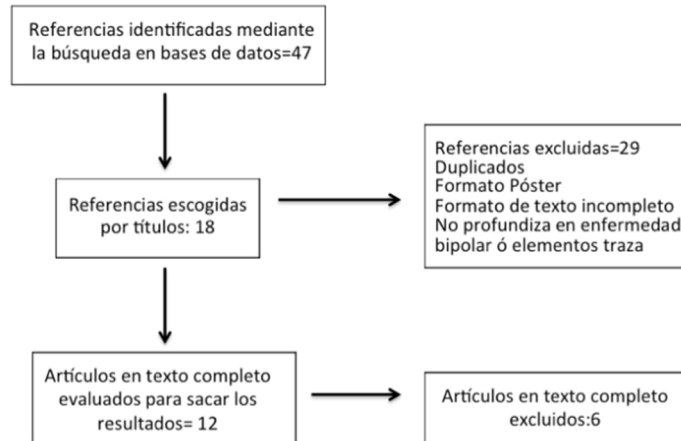 Referencias identificadas mediante
la búsqueda en bases de datos=47
Referencias escogidas
por títulos: 18
Referencias excluidas=29
Duplicados
Formato Póster
Formato de texto incompleto
No profundiza en enfermedad
bipolar ó elementos traza
Artículos en texto completo
evaluados para sacar los
resultados= 12
Artículos en texto completo
excluidos:6